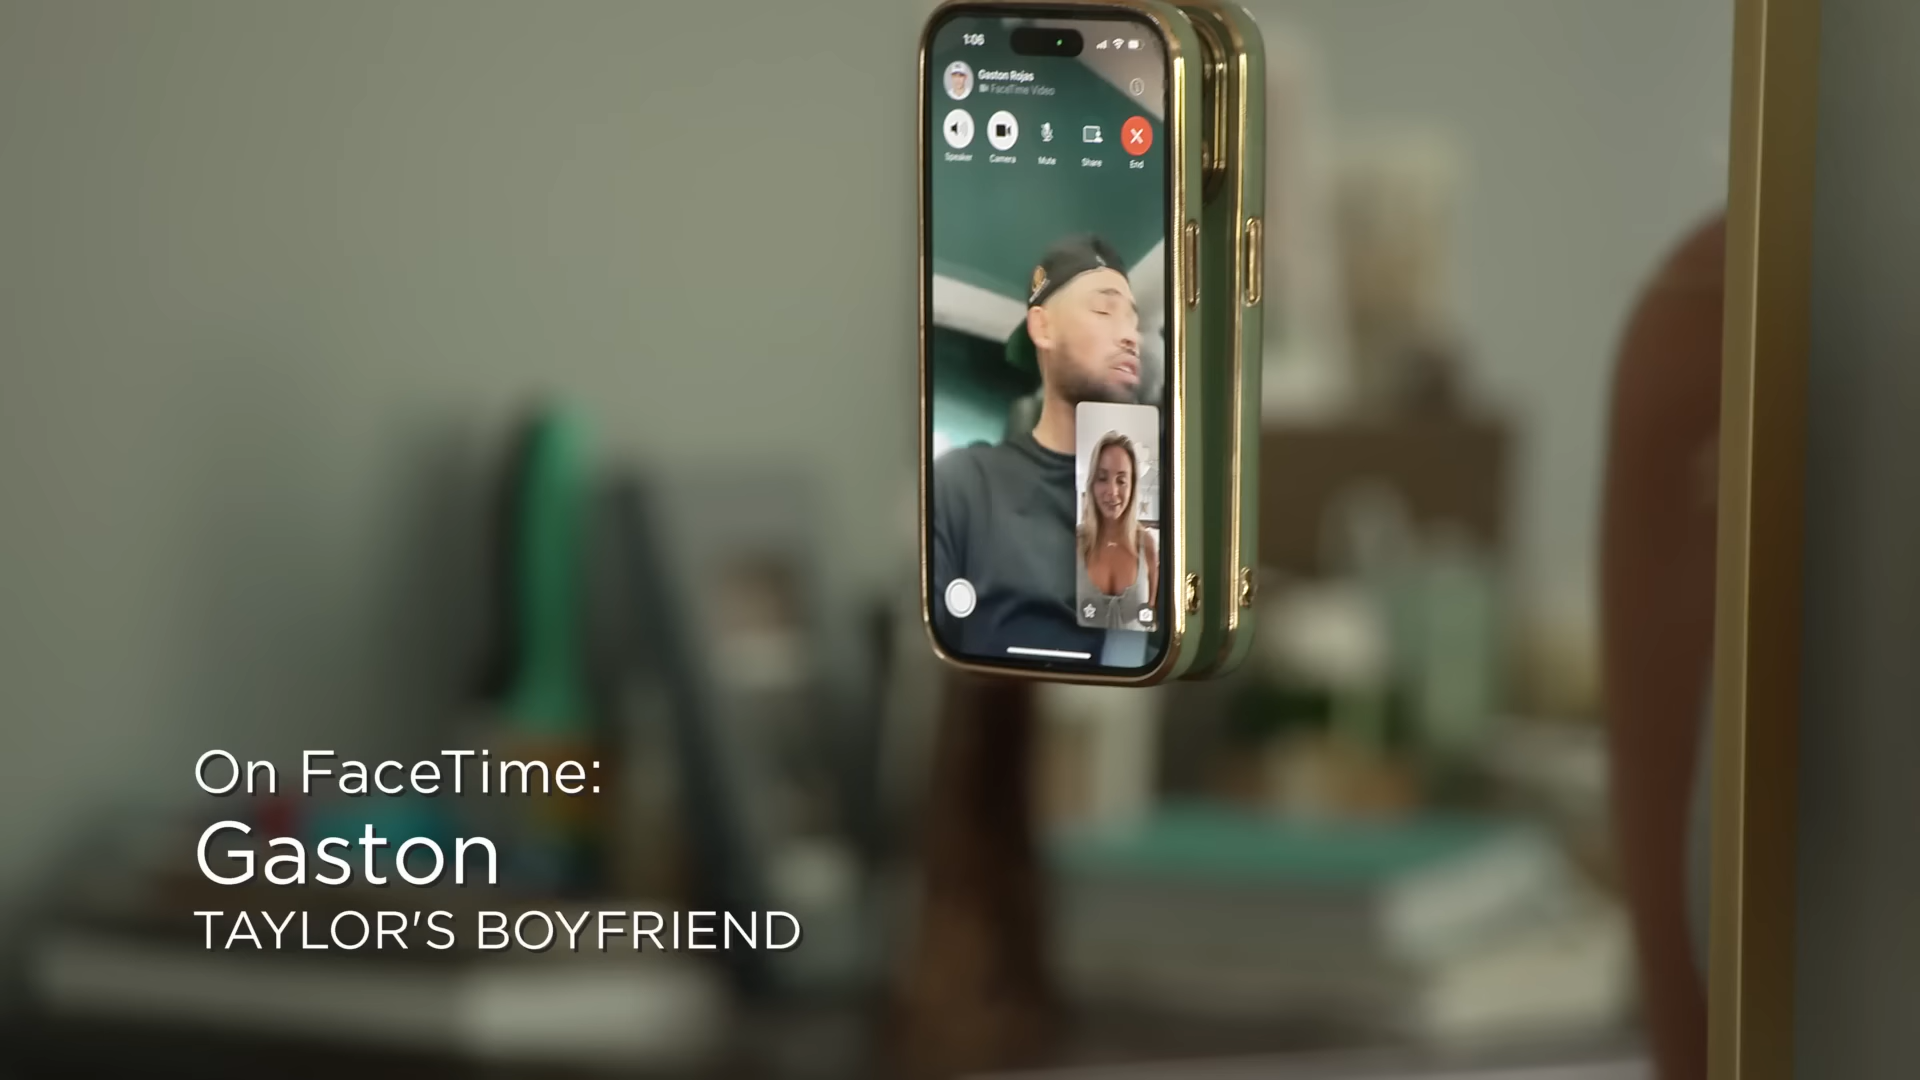 1:06
Gaston Rojas
FaceTime Video
Speaker Camera Mute Share End
On FaceTime:
Gaston
TAYLOR'S BOYFRIEND